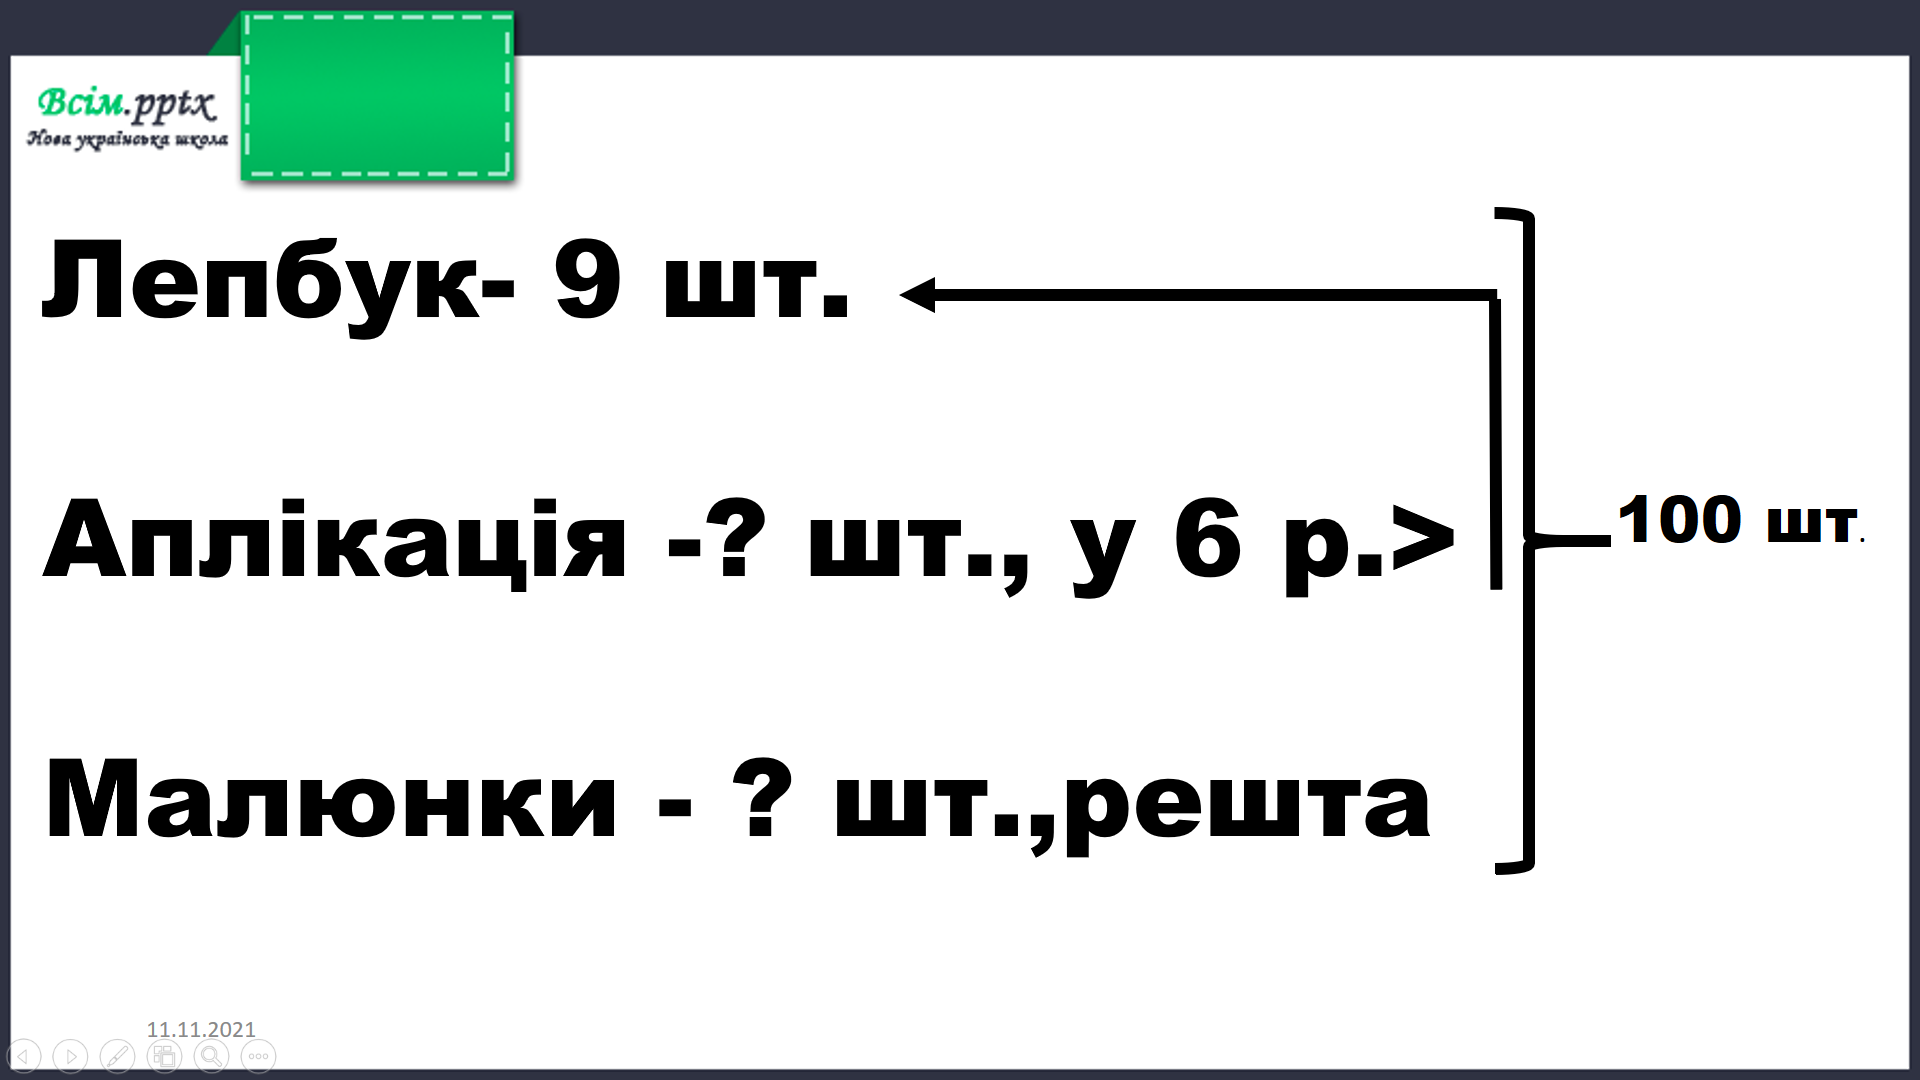 Всім.pptx
Нова українська школа
Лепбук- 9 шт.
Аплікація -? шт., у 6 р.>
100 шт.
Малюнки - ? шт.,решта
11.11.2021